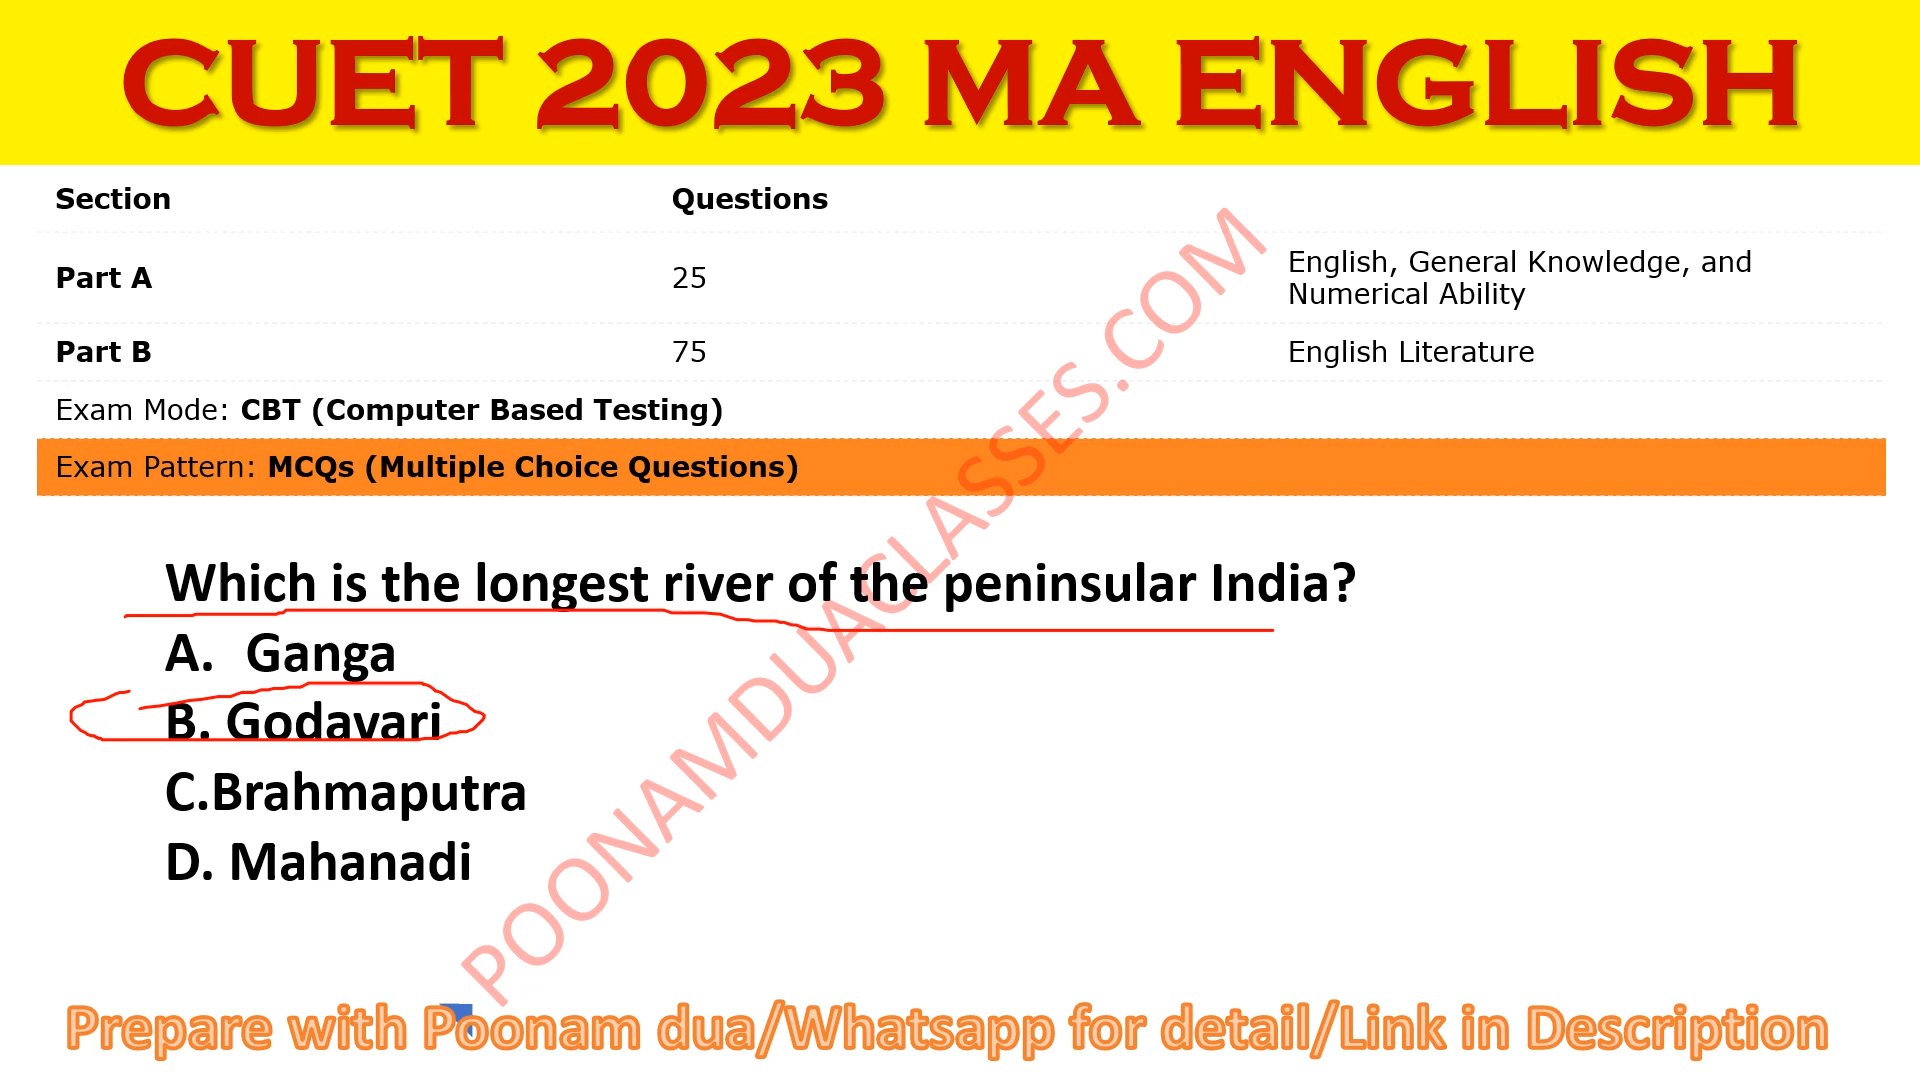 CUET 2023 MA ENGLISH
Section Questions
Part A 25 English, General Knowledge, and
Numerical Ability
Part B 75 English Literature
Exam Mode: CBT (Computer Based Testing)
Exam Pattern: MCQs (Multiple Choice Questions)
Which is the longest river of the peninsular India?
A. Ganga
B. Godavari
C.Brahmaputra
D. Mahanadi
POONAMDUACLASSES.COM
Prepare with Poonam dua/Whatsapp for detail/Link in Description